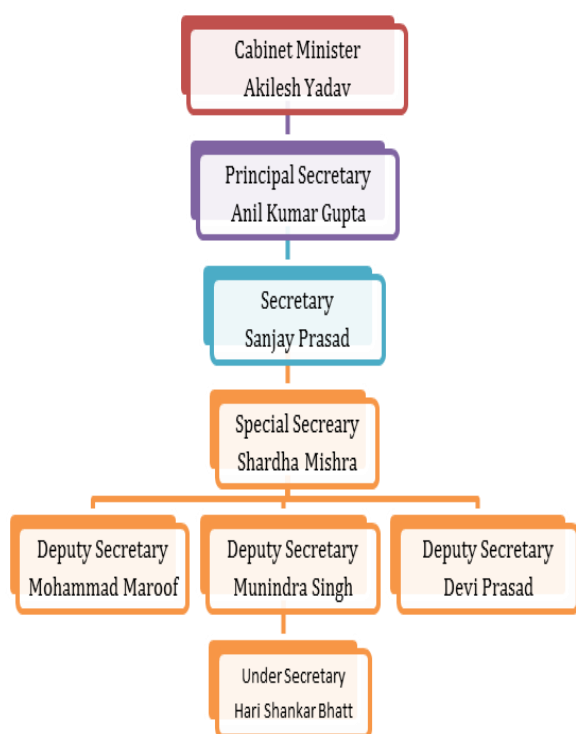 Cabinet Minister
Akilesh Yadav
Principal Secretary
Anil Kumar Gupta
Secretary
Sanjay Prasad
Special Secreary
Shardha Mishra
Deputy Secretary
Mohammad Maroof
Deputy Secretary
Munindra Singh
Deputy Secretary
Devi Prasad
Under Secretary
Hari Shankar Bhatt